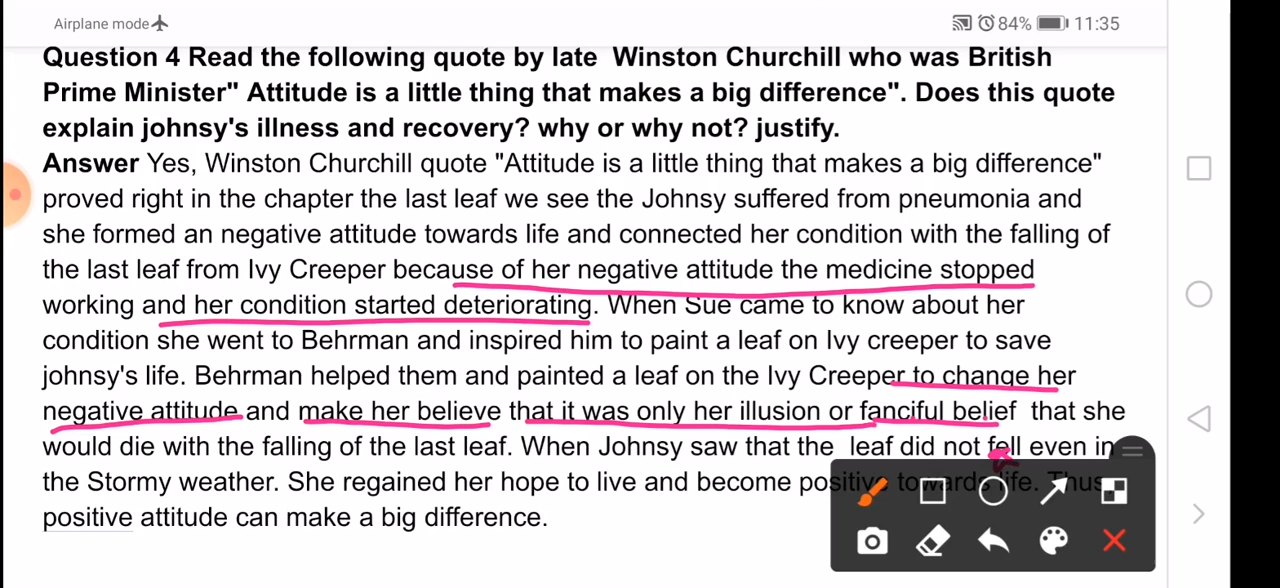 Airplane mode 84% 11:35
Question 4 Read the following quote by late Winston Churchill who was British
Prime Minister" Attitude is a little thing that makes a big difference". Does this quote
explain johnsy's illness and recovery? why or why not? justify.
Answer Yes, Winston Churchill quote "Attitude is a little thing that makes a big difference"
proved right in the chapter the last leaf we see the Johnsy suffered from pneumonia and
she formed an negative attitude towards life and connected her condition with the falling of
the last leaf from Ivy Creeper because of her negative attitude the medicine stopped
working and her condition started deteriorating. When Sue came to know about her
condition she went to Behrman and inspired him to paint a leaf on Ivy creeper to save
johnsy's life. Behrman helped them and painted a leaf on the Ivy Creeper to change her
negative attitude and make her believe that it was only her illusion or fanciful belief that she
would die with the falling of the last leaf. When Johnsy saw that the leaf did not fell even in
the Stormy weather. She regained her hope to live and become positive towards life. Thus
positive attitude can make a big difference.